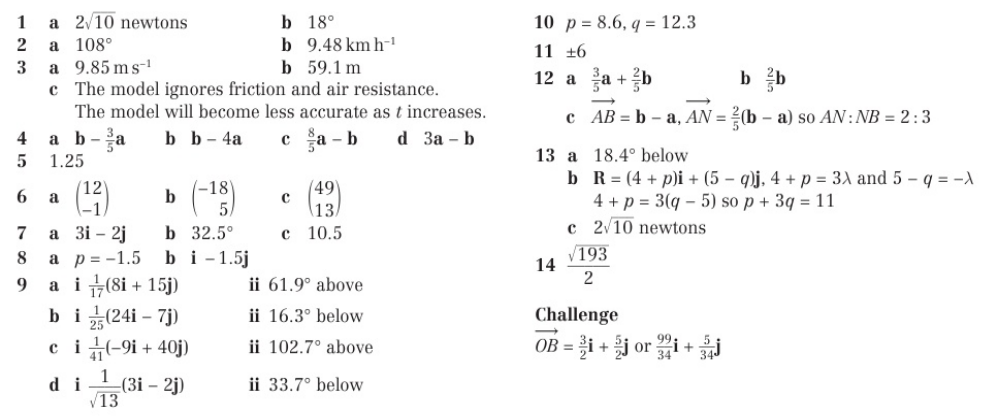 1 a 2√10 newtons b 18°
2 a 108° b 9.48 km h⁻¹
3 a 9.85 m s⁻¹ b 59.1 m
c The model ignores friction and air resistance.
The model will become less accurate as t increases.
4 a b − 3/5a b b − 4a c 8/5a − b d 3a − b
5 1.25
6 a (12 −1) b (−18 5) c (49 13)
7 a 3i − 2j b 32.5° c 10.5
8 a p = −1.5 b i − 1.5j
9 a i 1/17(8i + 15j) ii 61.9° above
b i 1/25(24i − 7j) ii 16.3° below
c i 1/41(−9i + 40j) ii 102.7° above
d i 1/√13(3i − 2j) ii 33.7° below
10 p = 8.6, q = 12.3
11 ±6
12 a 3/5a + 2/5b b 2/5b
c AB→ = b − a, AN→ = 2/5(b − a) so AN : NB = 2 : 3
13 a 18.4° below
b R = (4 + p)i + (5 − q)j, 4 + p = 3λ and 5 − q = −λ
4 + p = 3(q − 5) so p + 3q = 11
c 2√10 newtons
14 √193/2
Challenge
OB→ = 3/2i + 5/2j or 99/34i + 5/34j